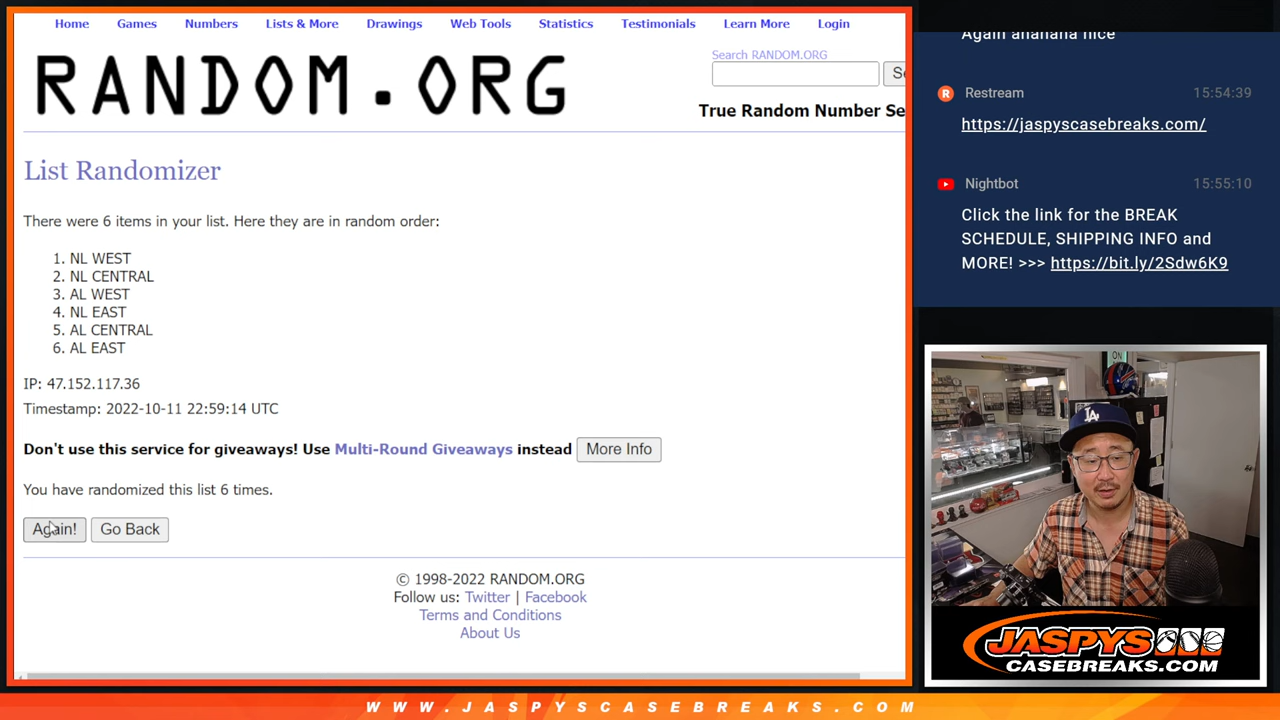 Home Games Numbers Lists & More Drawings Web Tools Statistics Testimonials Learn More Login
Search RANDOM.ORG
RANDOM.ORG
True Random Number Se
List Randomizer
There were 6 items in your list. Here they are in random order:
1. NL WEST
2. NL CENTRAL
3. AL WEST
4. NL EAST
5. AL CENTRAL
6. AL EAST
IP: 47.152.117.36
Timestamp: 2022-10-11 22:59:14 UTC
Don't use this service for giveaways! Use Multi-Round Giveaways instead More Info
You have randomized this list 6 times.
Again! Go Back
© 1998-2022 RANDOM.ORG
Follow us: Twitter | Facebook
Terms and Conditions
About Us
Again ahahaha nice
Restream 15:54:39
https://jaspyscasebreaks.com/
Nightbot 15:55:10
Click the link for the BREAK
SCHEDULE, SHIPPING INFO and
MORE! >>> https://bit.ly/2Sdw6K9
ON
LA
JASPYS
CASEBREAKS.COM
WWW.JASPYSCASEBREAKS.COM